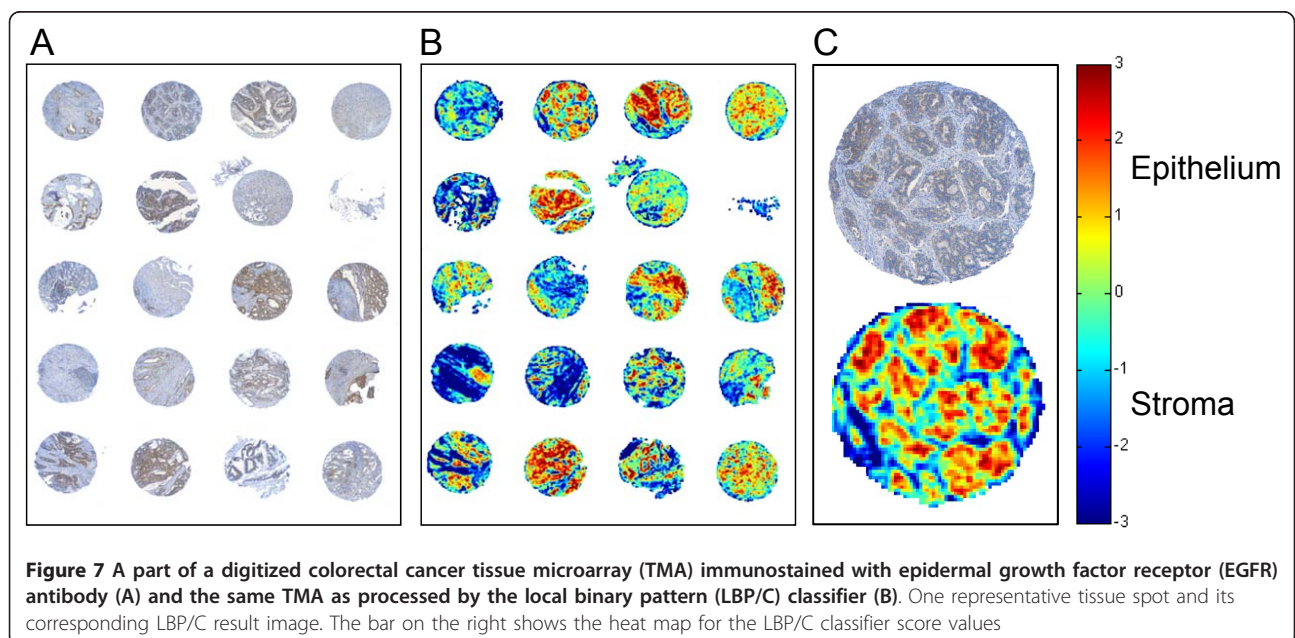 A
B
C
3
2
1
0
-1
-2
-3
Epithelium
Stroma
Figure 7 A part of a digitized colorectal cancer tissue microarray (TMA) immunostained with epidermal growth factor receptor (EGFR)
antibody (A) and the same TMA as processed by the local binary pattern (LBP/C) classifier (B). One representative tissue spot and its
corresponding LBP/C result image. The bar on the right shows the heat map for the LBP/C classifier score values